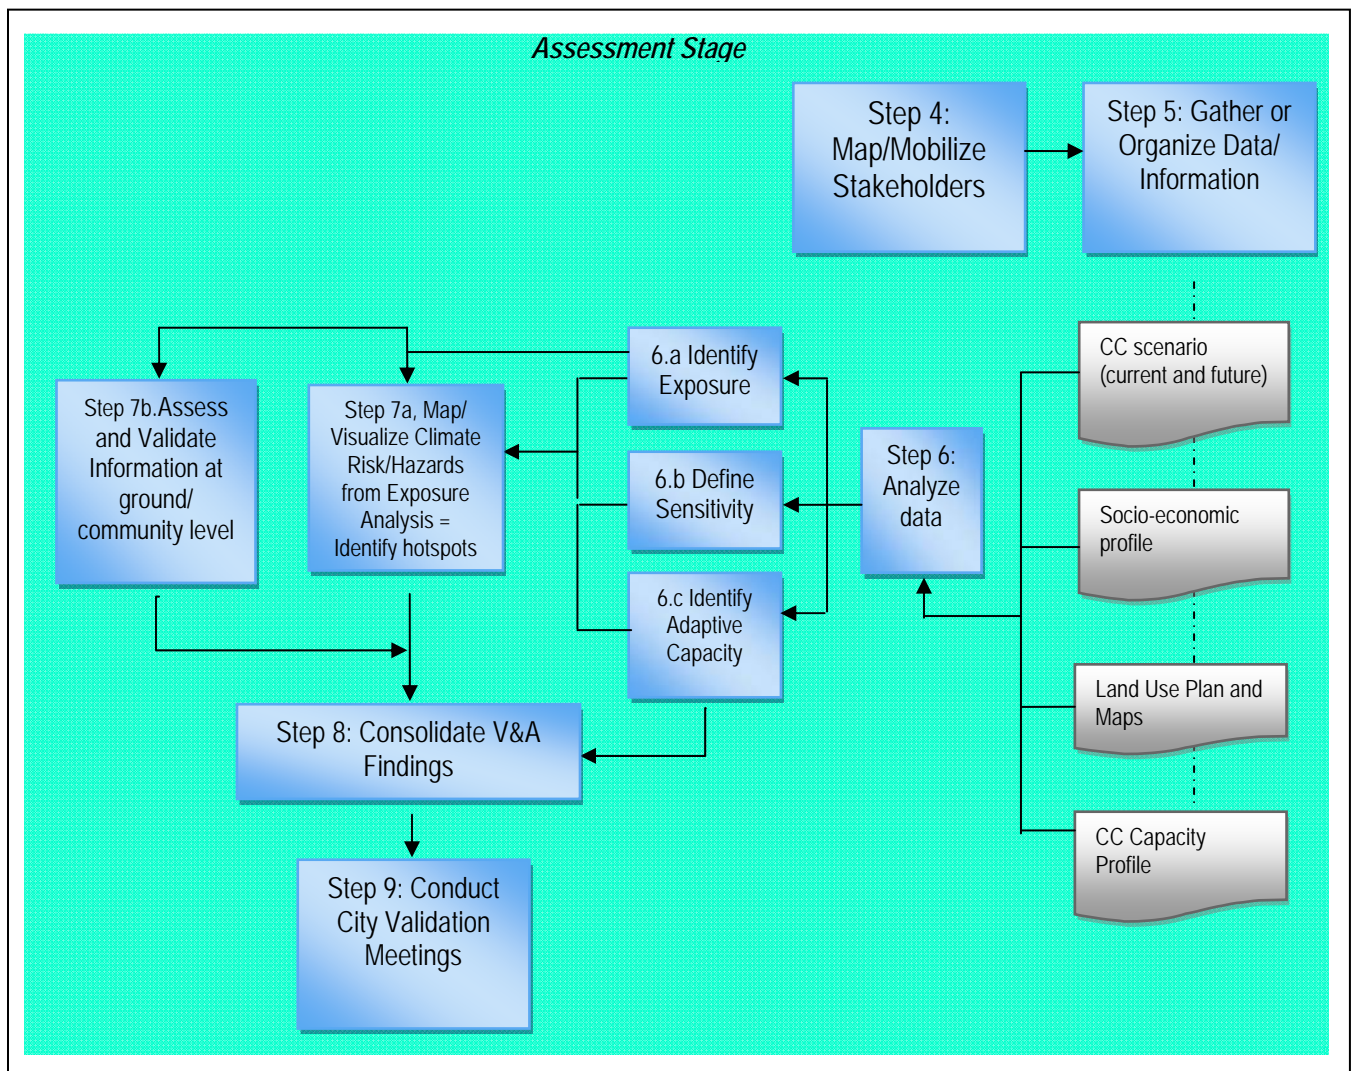 Assessment Stage
Step 4:
Map/Mobilize
Stakeholders
Step 5: Gather or
Organize Data/
Information
CC scenario
(current and future)
Socio-economic
profile
Land Use Plan and
Maps
CC Capacity
Profile
Step 6:
Analyze
data
6.a Identify
Exposure
6.b Define
Sensitivity
6.c Identify
Adaptive
Capacity
Step 7a, Map/
Visualize Climate
Risk/Hazards
from Exposure
Analysis =
Identify hotspots
Step 7b.Assess
and Validate
Information at
ground/
community level
Step 8: Consolidate V&A
Findings
Step 9: Conduct
City Validation
Meetings